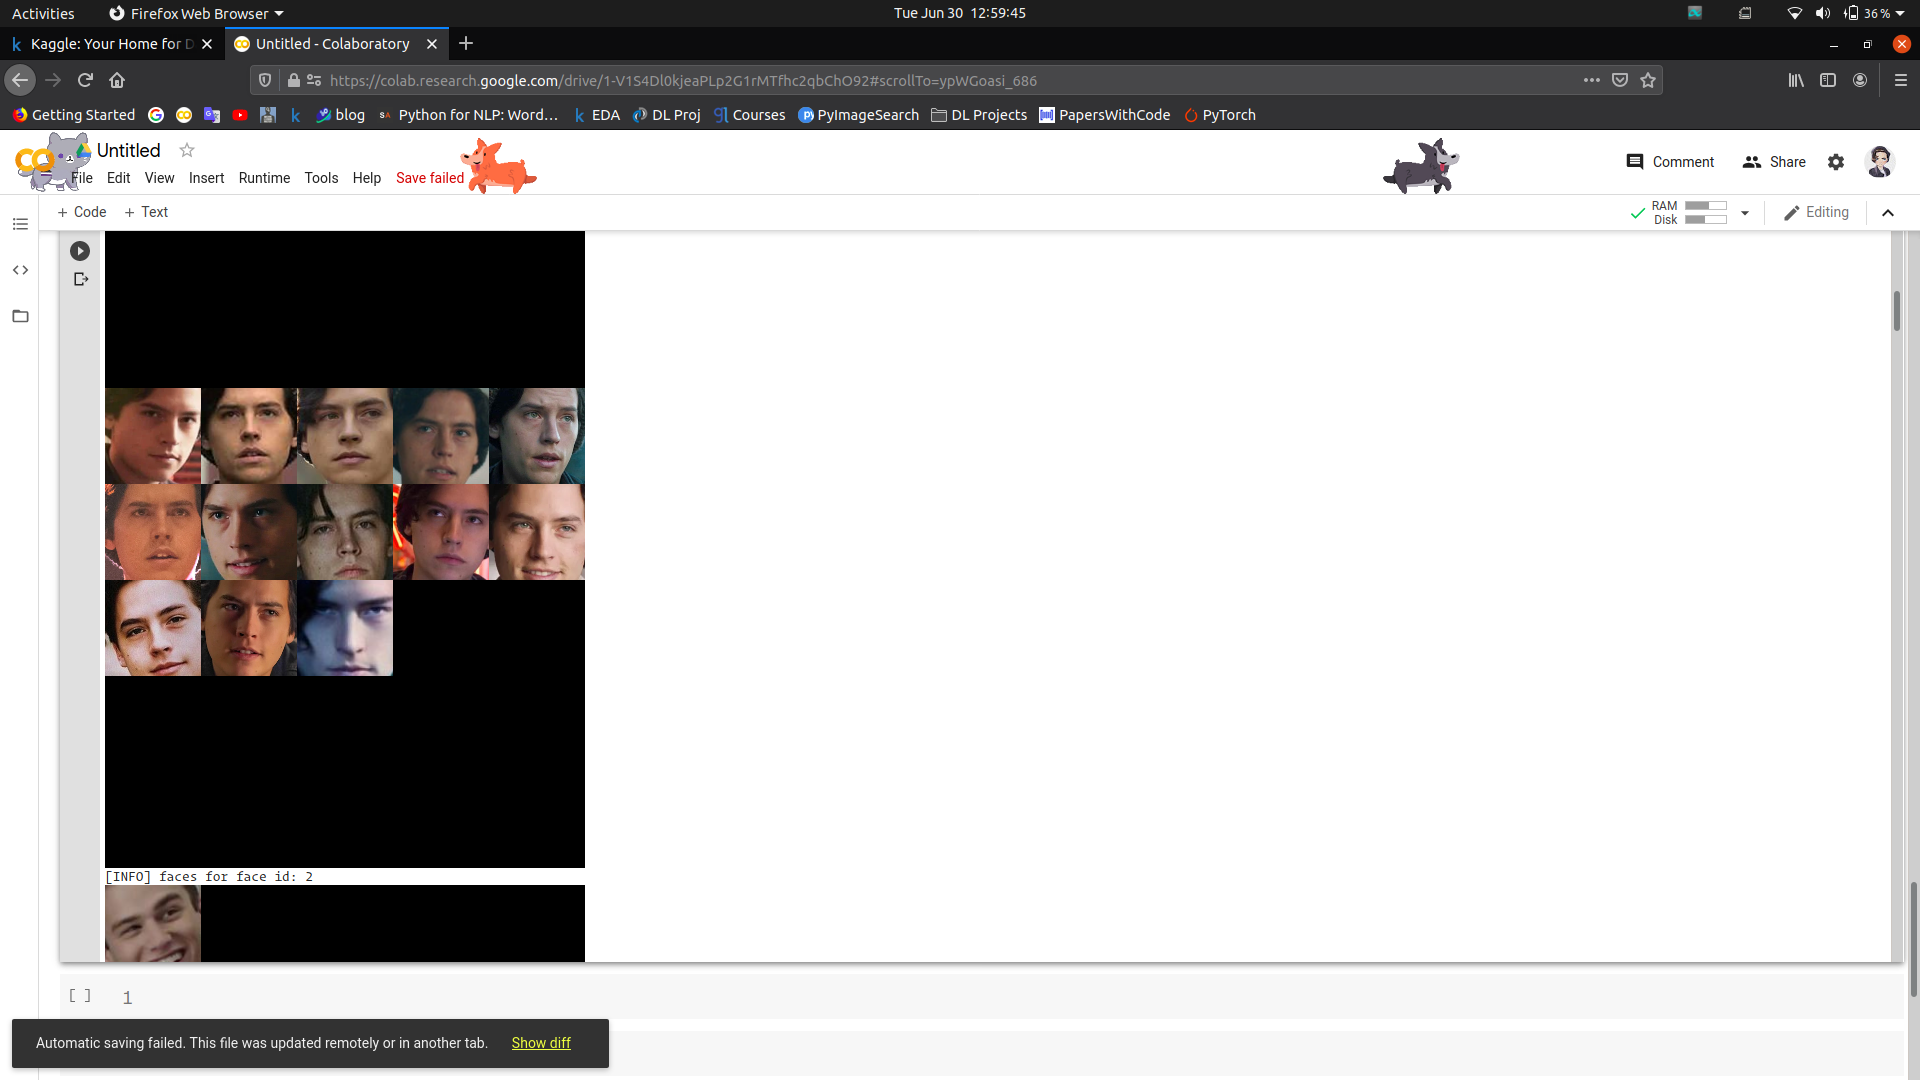 Activities Firefox Web Browser Tue Jun 30 12:59:45 36 %
Kaggle: Your Home for D Untitled - Colaboratory
https://colab.research.google.com/drive/1-V1S4Dl0kjeaPLp2G1rMTfhc2qbChO92#scrollTo=ypWGoasi_686
Getting Started blog Python for NLP: Word… EDA DL Proj Courses PyImageSearch DL Projects PapersWithCode PyTorch
Untitled
Comment Share
File Edit View Insert Runtime Tools Help Save failed
+ Code + Text RAM Editing
Disk
[INFO] faces for face id: 2
[ ] 1
Automatic saving failed. This file was updated remotely or in another tab. Show diff